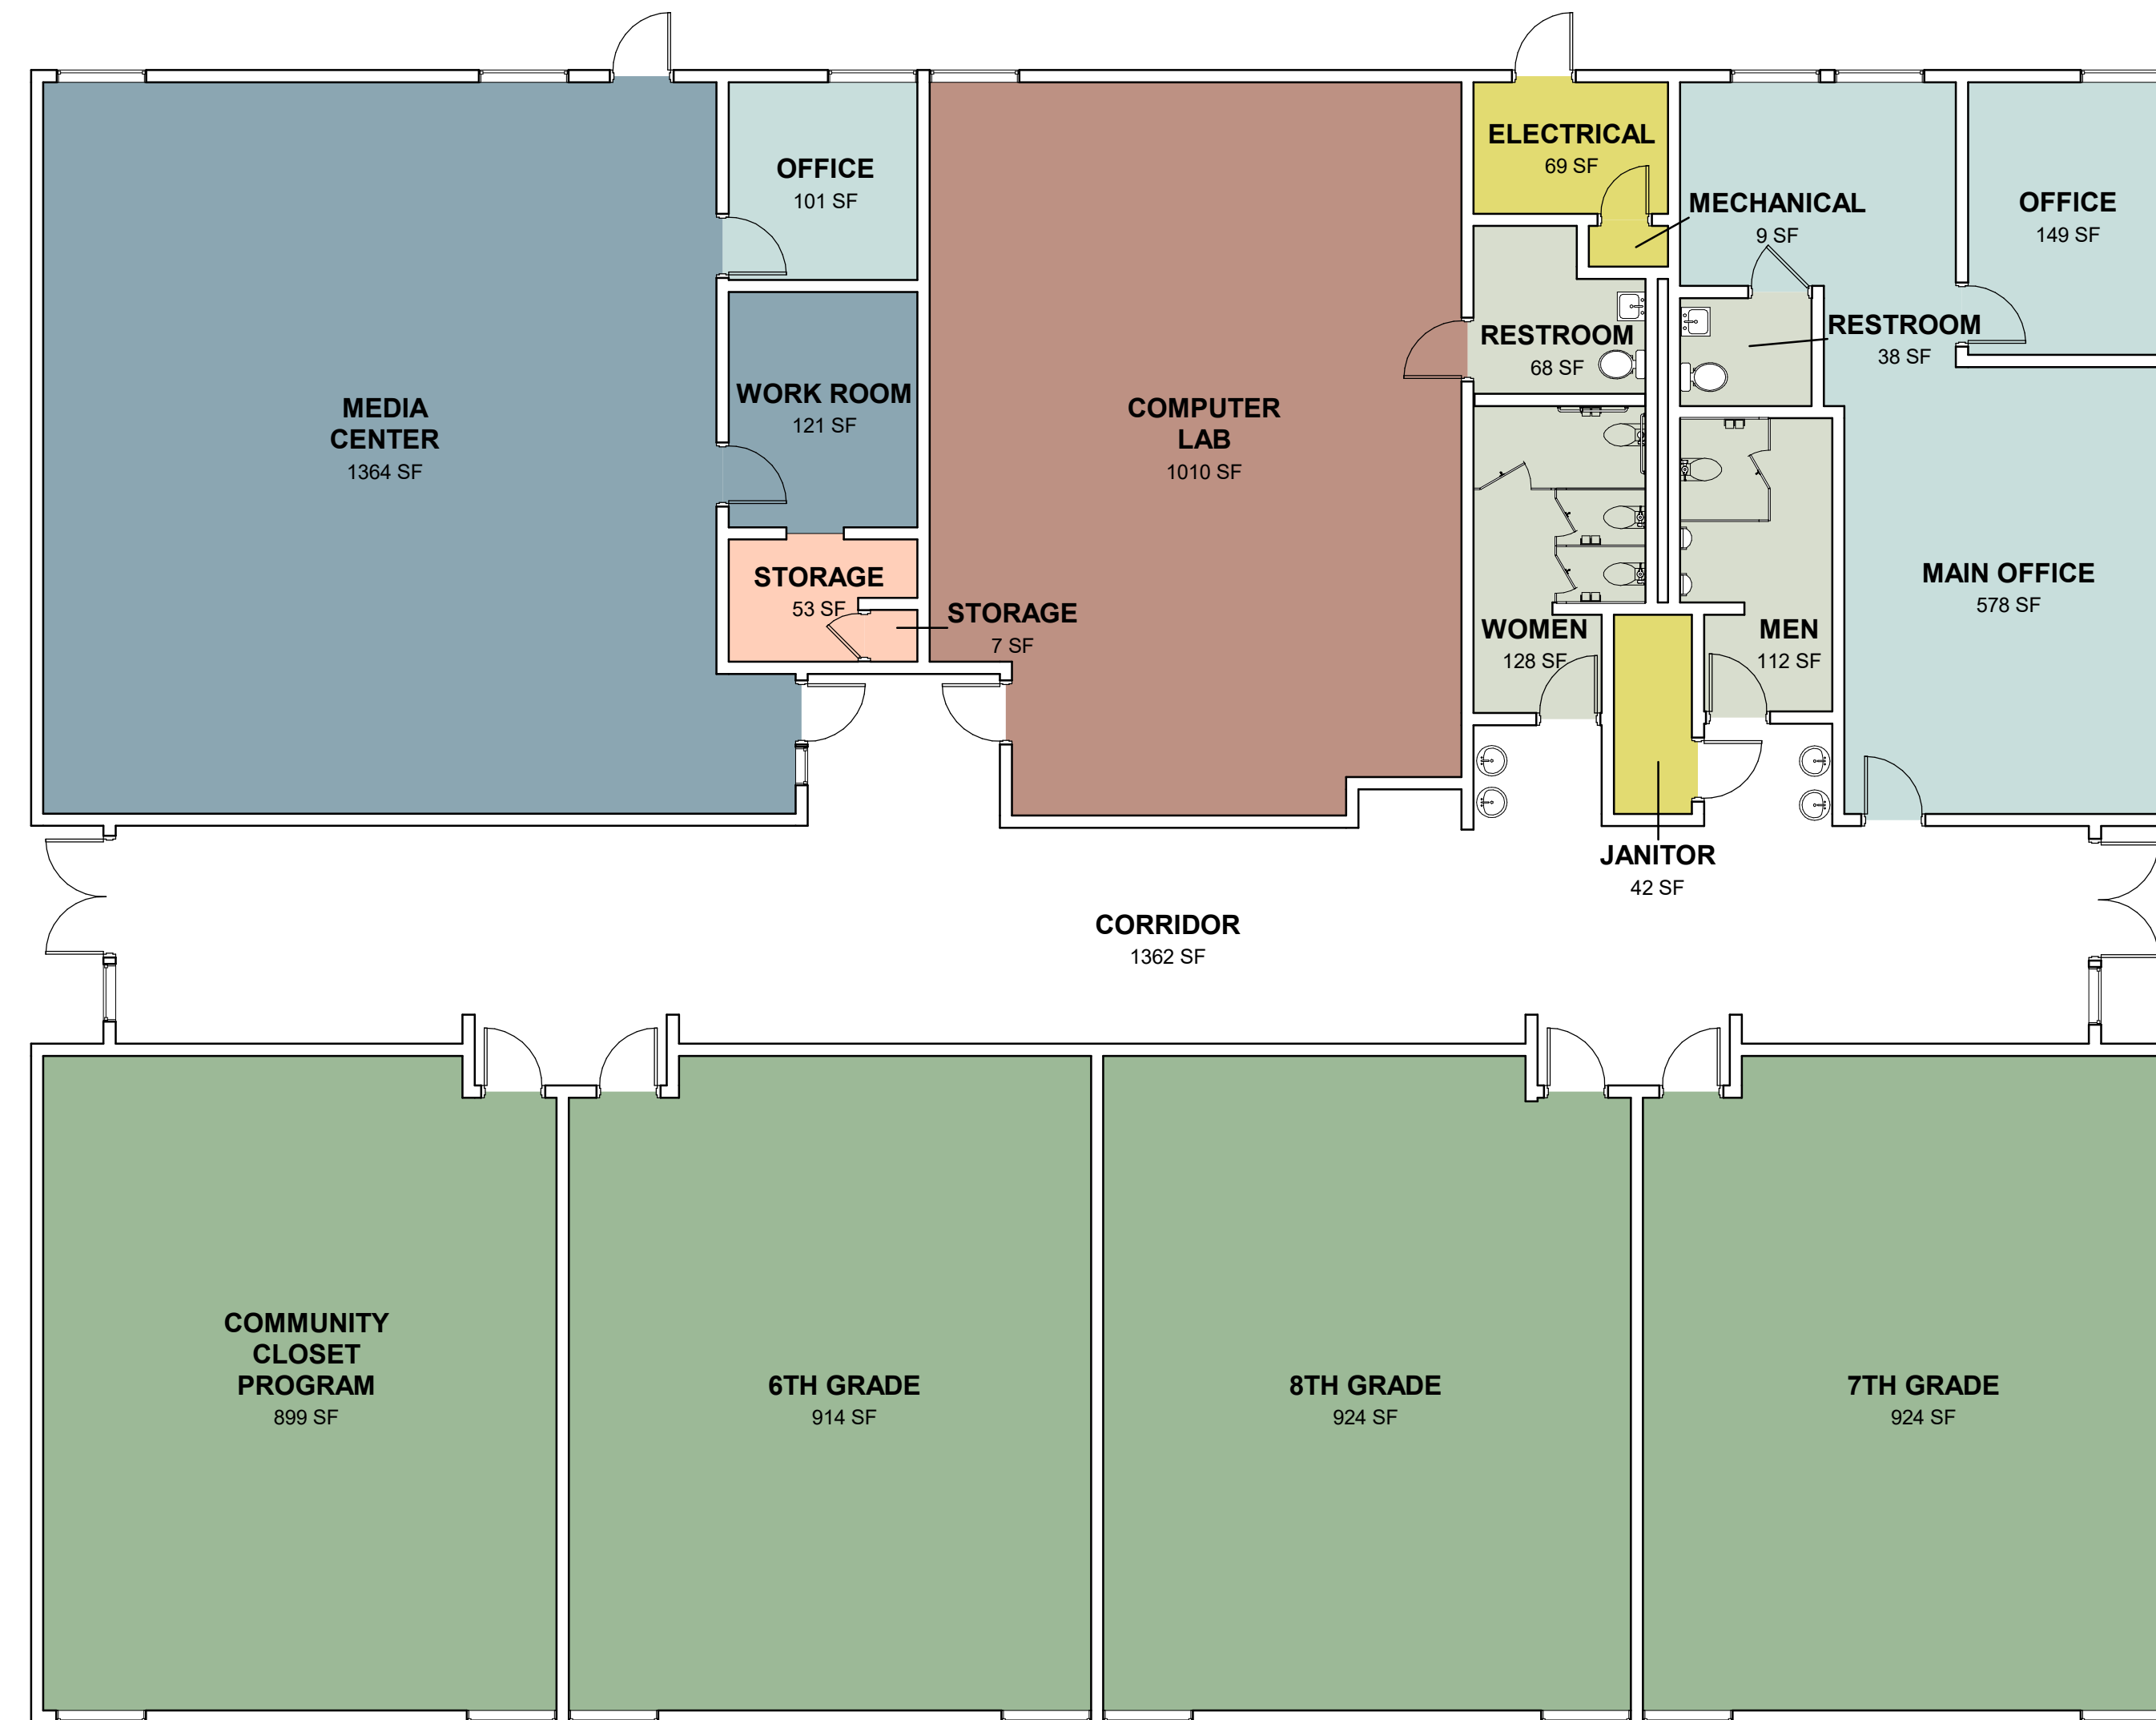 OFFICE
101 SF
ELECTRICAL
69 SF
MECHANICAL
9 SF
OFFICE
149 SF
MEDIA
CENTER
1364 SF
WORK ROOM
121 SF
COMPUTER
LAB
1010 SF
RESTROOM
68 SF
RESTROOM
38 SF
STORAGE
53 SF
STORAGE
7 SF
WOMEN
128 SF
MEN
112 SF
MAIN OFFICE
578 SF
JANITOR
42 SF
CORRIDOR
1362 SF
COMMUNITY
CLOSET
PROGRAM
899 SF
6TH GRADE
914 SF
8TH GRADE
924 SF
7TH GRADE
924 SF